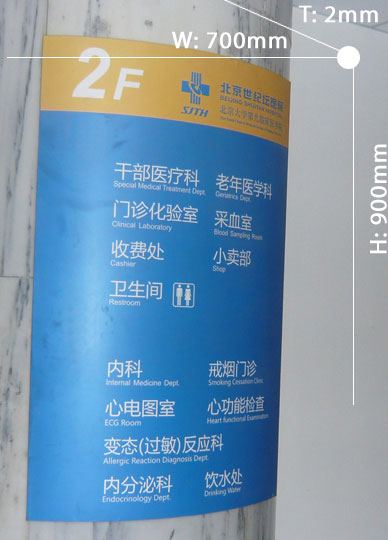 T: 2mm
W: 700mm
H: 900mm
2F
SJTH
北京世纪坛医院
BEIJING SHIJITAN HOSPITAL
干部医疗科
Special Medical Treatment Dept.
老年医学科
Geriatrics Dept.
门诊化验室
Clinical Laboratory
采血室
Blood Sampling Room
收费处
Cashier
小卖部
Shop
卫生间
Restroom
内科
Internal Medicine Dept.
戒烟门诊
Smoking Cessation Clinic
心电图室
ECG Room
心功能检查
Heart functional Examination
变态(过敏)反应科
Allergic Reaction Diagnosis Dept.
内分泌科
Endocrinology Dept.
饮水处
Drinking Water